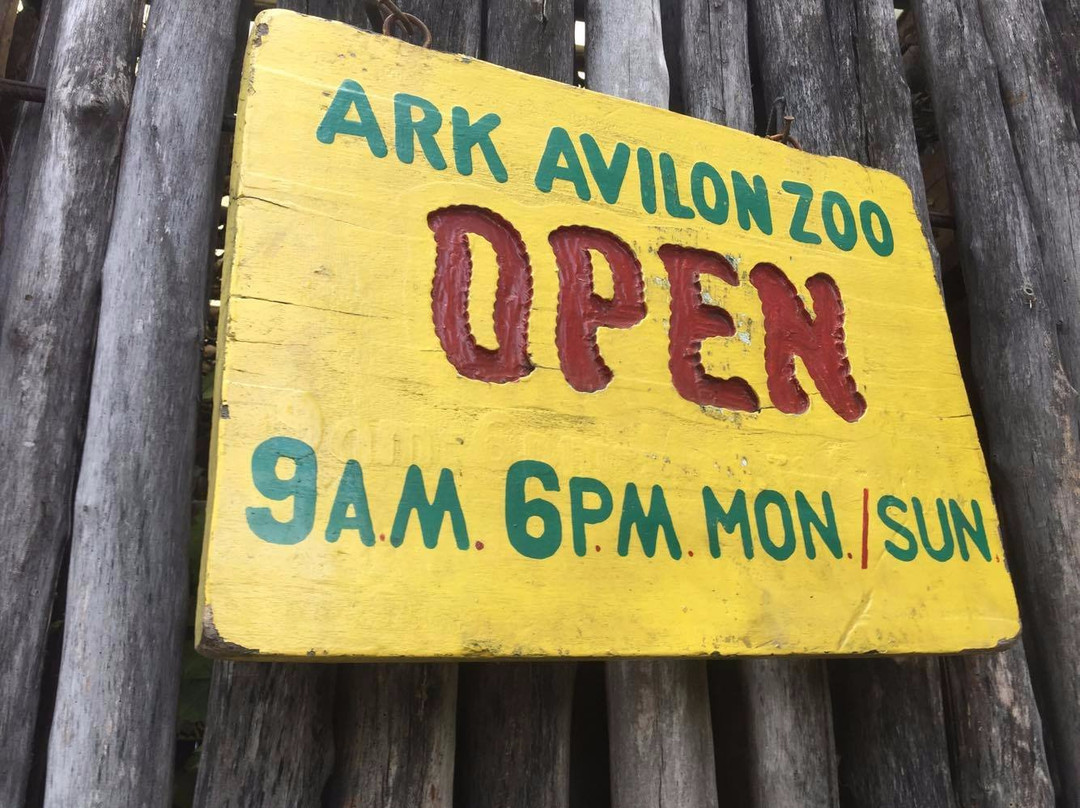 ARK AVILON ZOO
OPEN
9A.M. 6P.M. MON. / SUN.